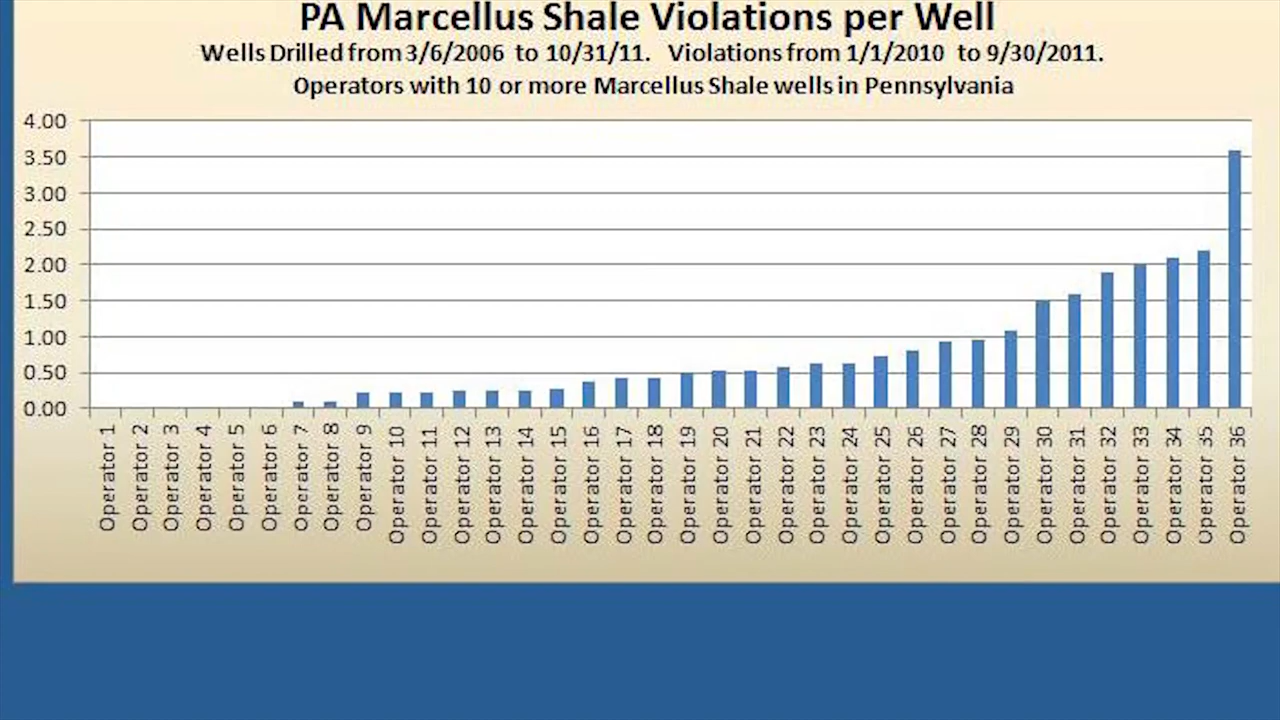 PA Marcellus Shale Violations per Well
Wells Drilled from 3/6/2006 to 10/31/11. Violations from 1/1/2010 to 9/30/2011.
Operators with 10 or more Marcellus Shale wells in Pennsylvania
4.00
3.50
3.00
2.50
2.00
1.50
1.00
0.50
0.00
Operator 1
Operator 2
Operator 3
Operator 4
Operator 5
Operator 6
Operator 7
Operator 8
Operator 9
Operator 10
Operator 11
Operator 12
Operator 13
Operator 14
Operator 15
Operator 16
Operator 17
Operator 18
Operator 19
Operator 20
Operator 21
Operator 22
Operator 23
Operator 24
Operator 25
Operator 26
Operator 27
Operator 28
Operator 29
Operator 30
Operator 31
Operator 32
Operator 33
Operator 34
Operator 35
Operator 36